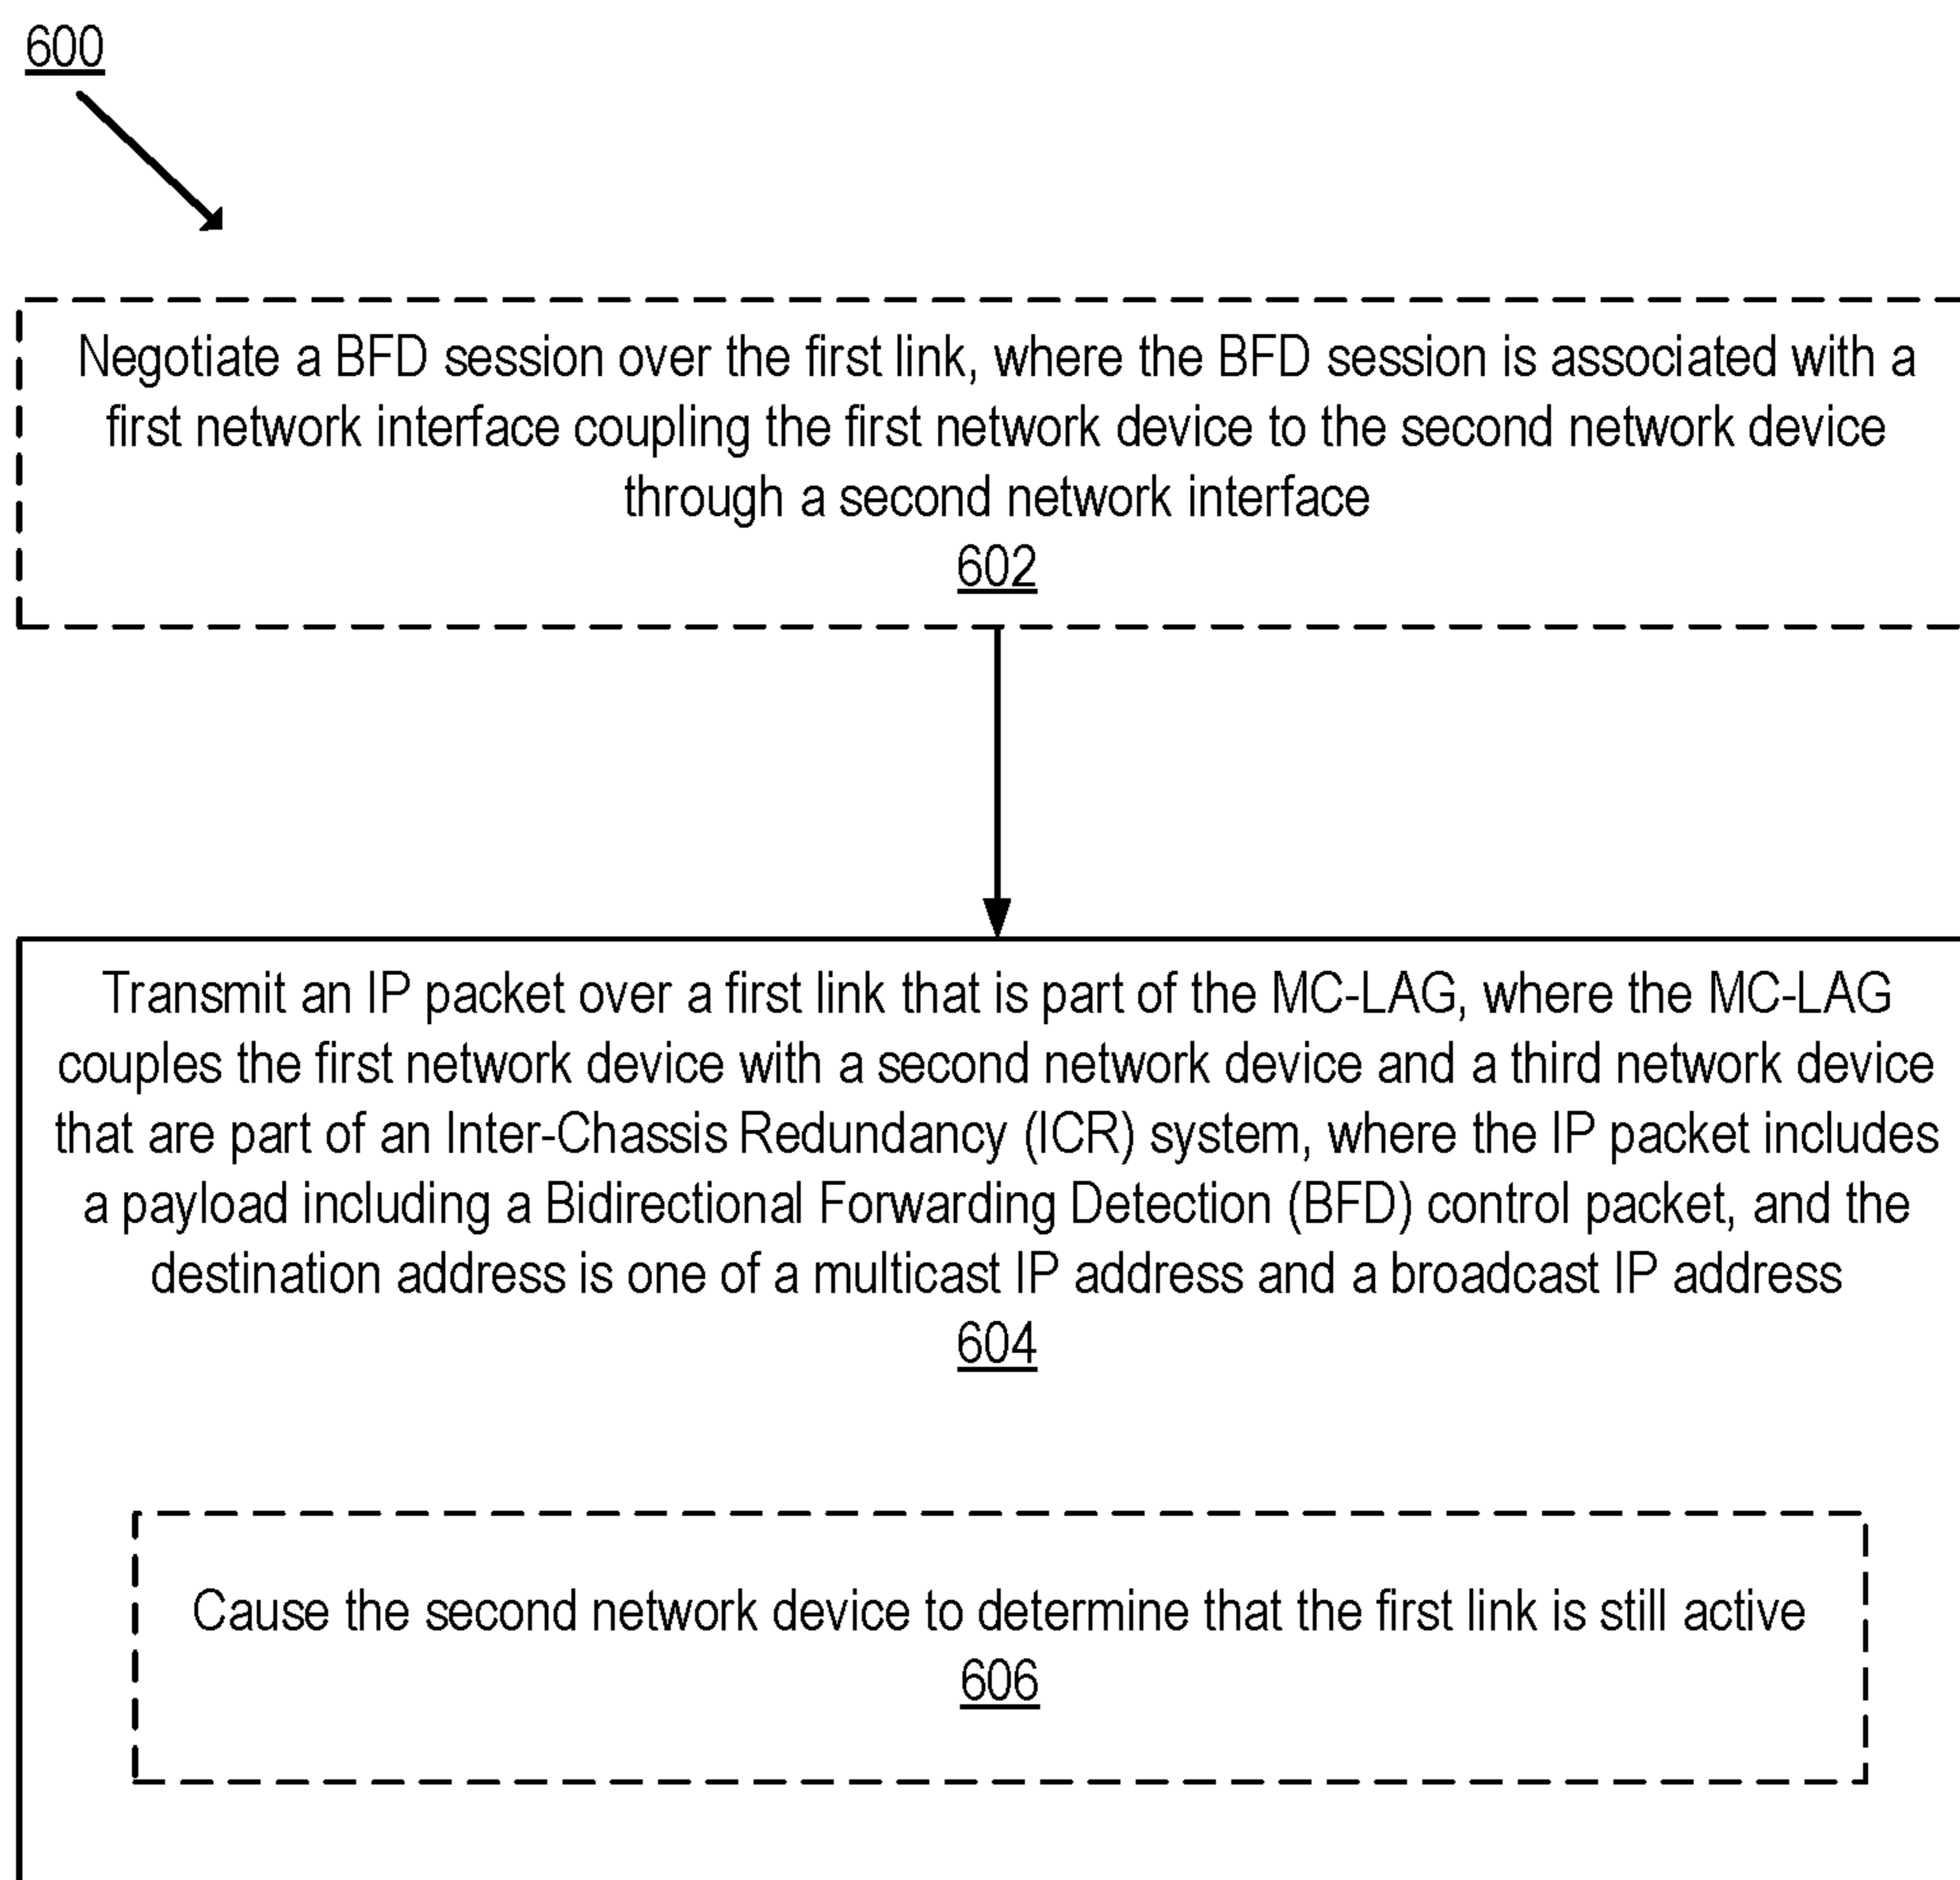 600
Negotiate a BFD session over the first link, where the BFD session is associated with a
first network interface coupling the first network device to the second network device
through a second network interface
602
Transmit an IP packet over a first link that is part of the MC-LAG, where the MC-LAG
couples the first network device with a second network device and a third network device
that are part of an Inter-Chassis Redundancy (ICR) system, where the IP packet includes
a payload including a Bidirectional Forwarding Detection (BFD) control packet, and the
destination address is one of a multicast IP address and a broadcast IP address
604
Cause the second network device to determine that the first link is still active
606